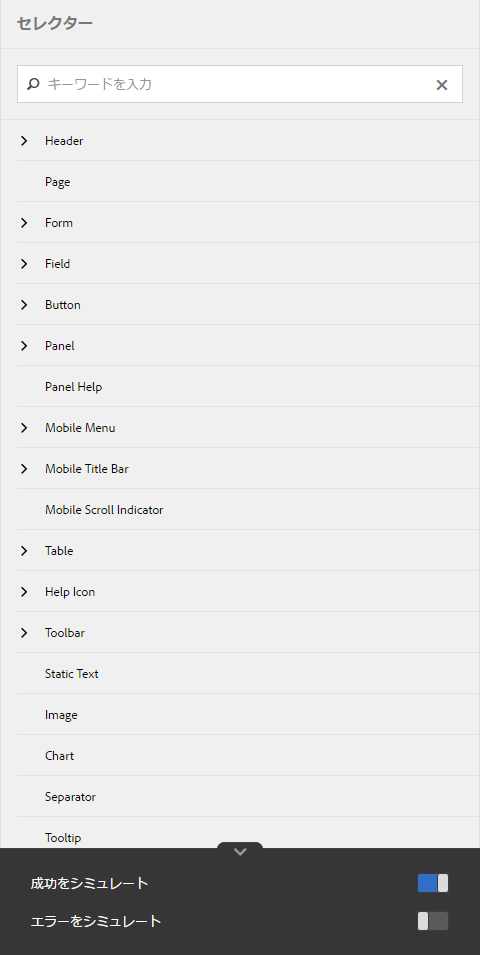 セレクター
キーワードを入力
Header
Page
Form
Field
Button
Panel
Panel Help
Mobile Menu
Mobile Title Bar
Mobile Scroll Indicator
Table
Help Icon
Toolbar
Static Text
Image
Chart
Separator
Tooltip
成功をシミュレート
エラーをシミュレート